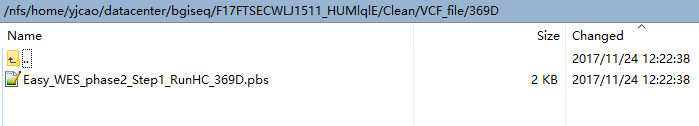 /nfs/home/yjcao/datacenter/bgiseq/F17FTSECWLJ1511_HUMlqlE/Clean/VCF_file/369D
Name Size Changed
.. 2017/11/24 12:22:38
Easy_WES_phase2_Step1_RunHC_369D.pbs 2 KB 2017/11/24 12:22:38